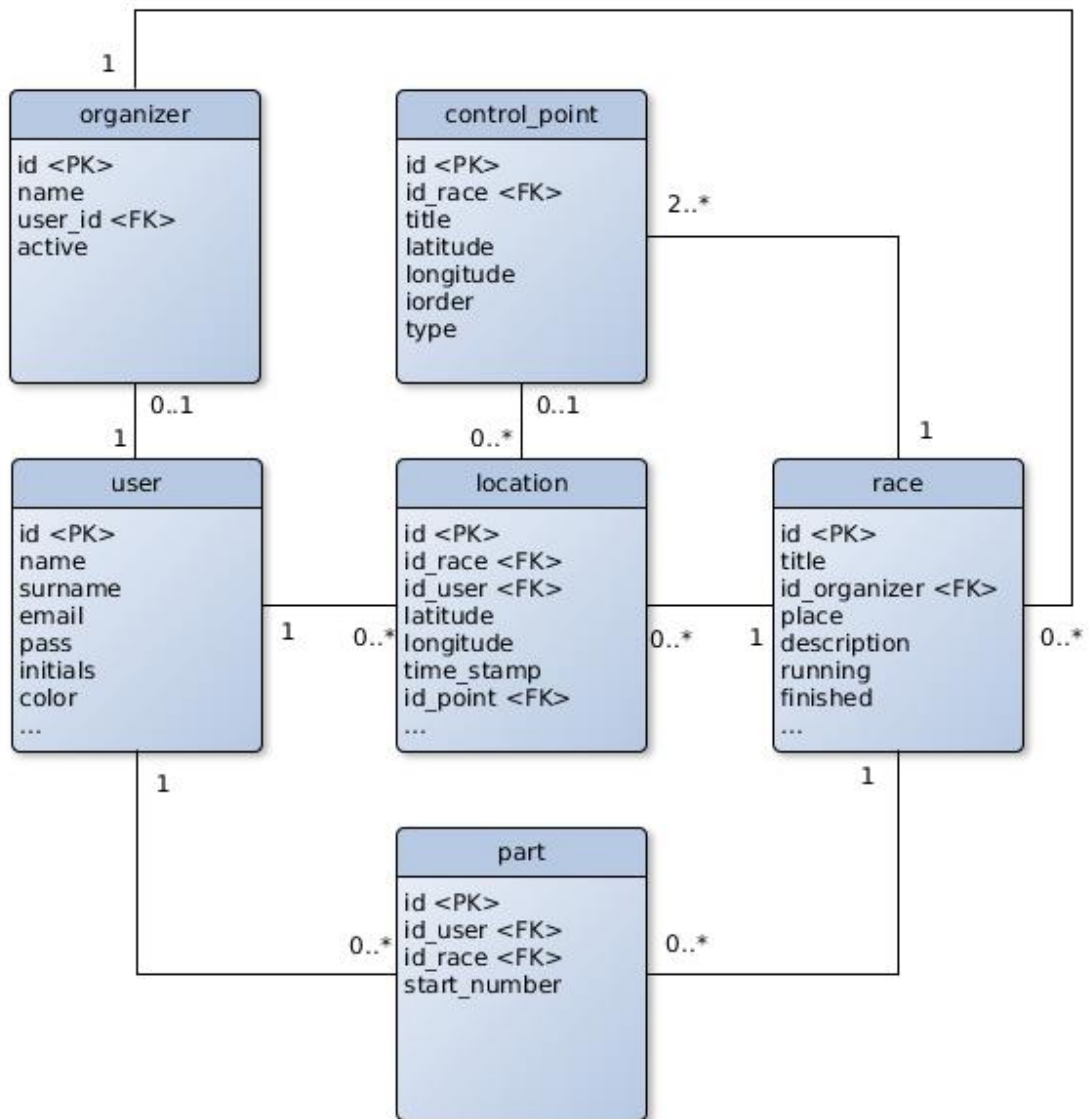 1
organizer
id <PK>
name
user_id <FK>
active
control_point
id <PK>
id_race <FK>
title
latitude
longitude
iorder
type
2..*
0..1
1
0..1
0..*
1
user
id <PK>
name
surname
email
pass
initials
color
...
location
id <PK>
id_race <FK>
id_user <FK>
latitude
longitude
time_stamp
id_point <FK>
...
race
id <PK>
title
id_organizer <FK>
place
description
running
finished
...
1
0..*
0..*
1
0..*
1
1
part
id <PK>
id_user <FK>
id_race <FK>
start_number
0..*
0..*